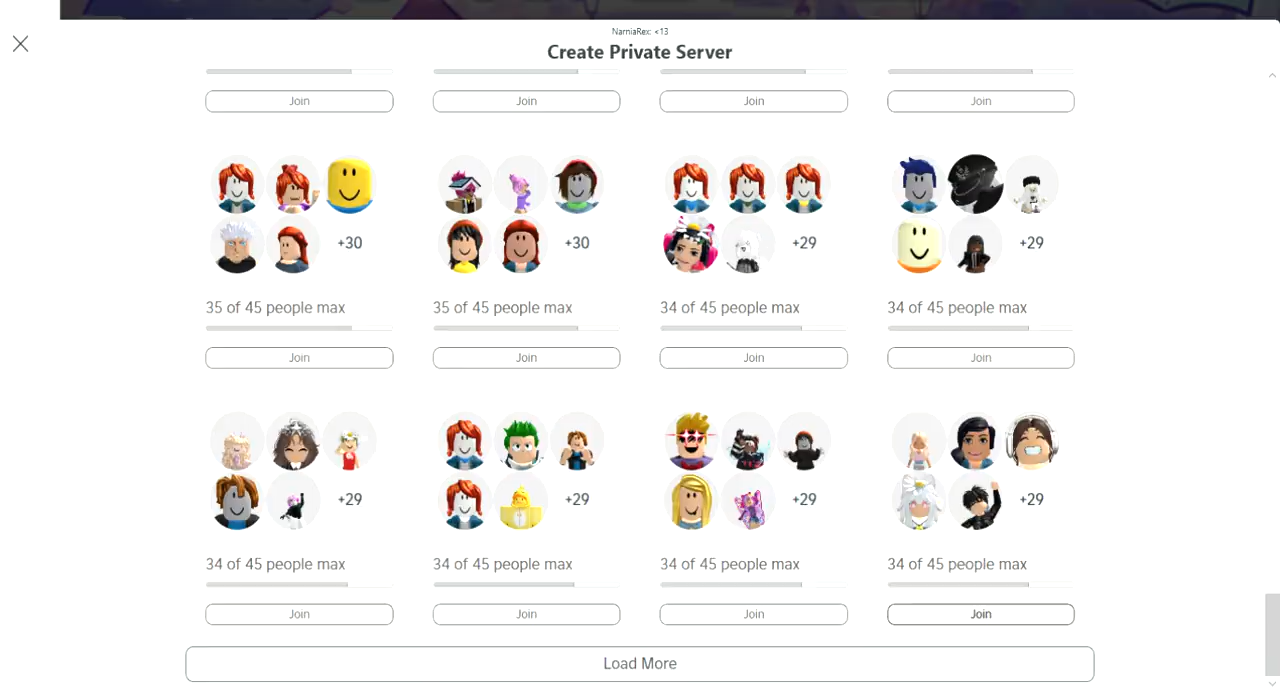 NarniaRex: <13
Create Private Server
Join Join Join Join
+30 +30 +29 +29
35 of 45 people max 35 of 45 people max 34 of 45 people max 34 of 45 people max
Join Join Join Join
+29 +29 +29 +29
34 of 45 people max 34 of 45 people max 34 of 45 people max 34 of 45 people max
Join Join Join Join
Load More